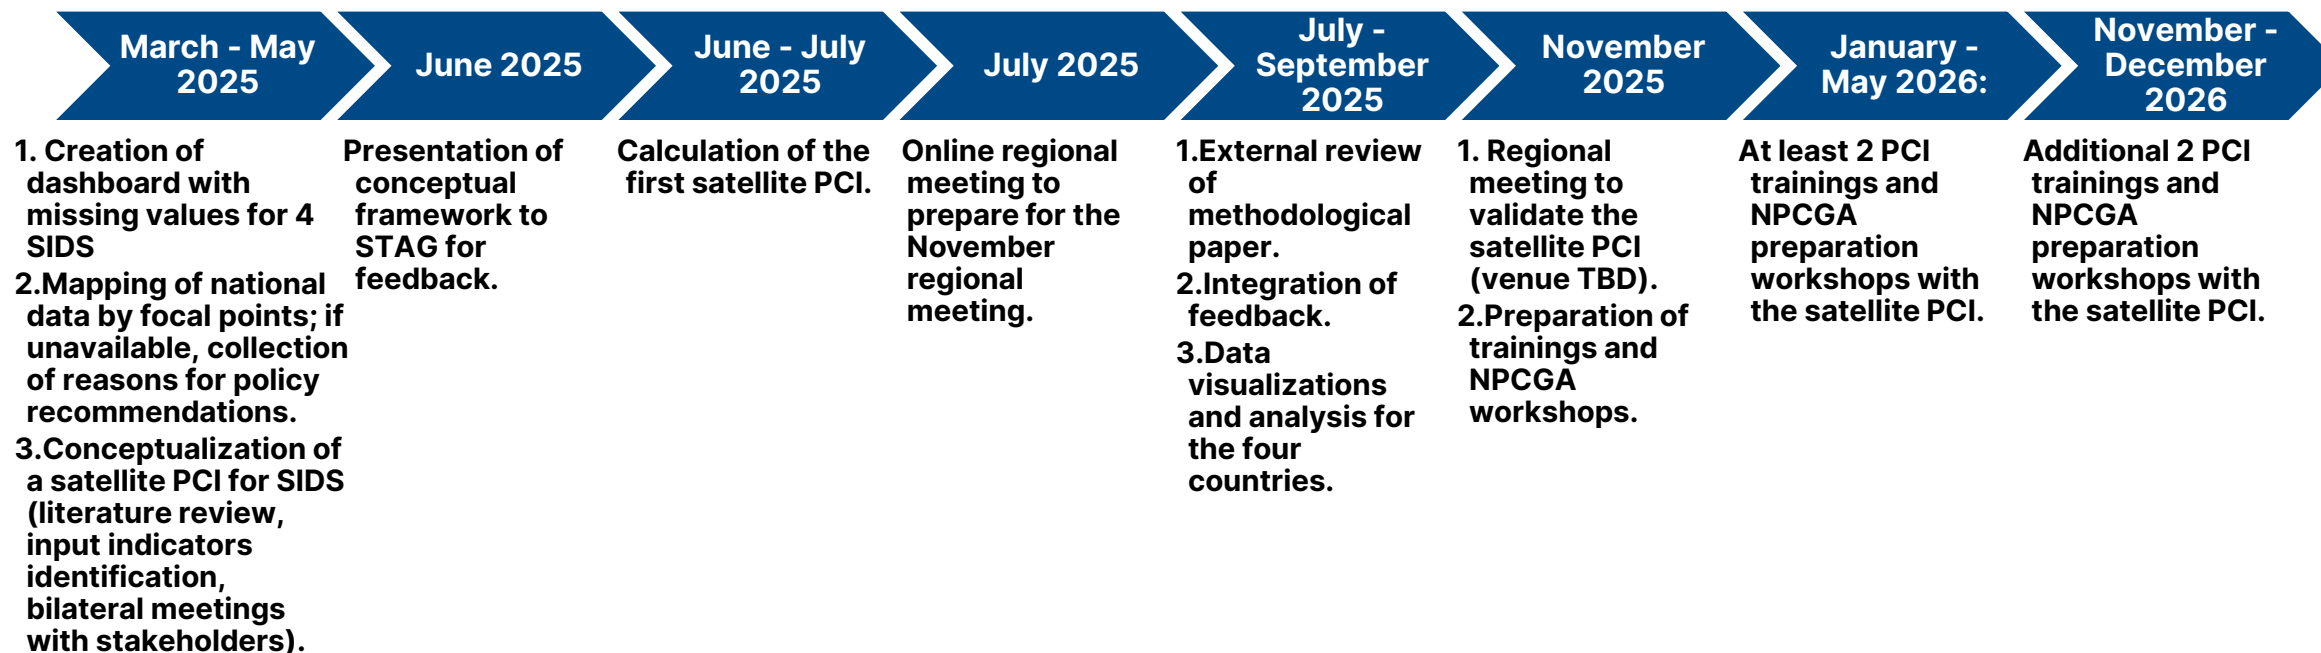 March - May
2025
June 2025
June - July
2025
July 2025
July -
September
2025
November
2025
January -
May 2026:
November -
December
2026
1. Creation of
dashboard with
missing values for 4
SIDS
2.Mapping of national
data by focal points; if
unavailable, collection
of reasons for policy
recommendations.
3.Conceptualization of
a satellite PCI for SIDS
(literature review,
input indicators
identification,
bilateral meetings
with stakeholders).
Presentation of
conceptual
framework to
STAG for
feedback.
Calculation of the
first satellite PCI.
Online regional
meeting to
prepare for the
November
regional
meeting.
1.External review
of
methodological
paper.
2.Integration of
feedback.
3.Data
visualizations
and analysis for
the four
countries.
1. Regional
meeting to
validate the
satellite PCI
(venue TBD).
2.Preparation of
trainings and
NPCGA
workshops.
At least 2 PCI
trainings and
NPCGA
preparation
workshops with
the satellite PCI.
Additional 2 PCI
trainings and
NPCGA
preparation
workshops with
the satellite PCI.